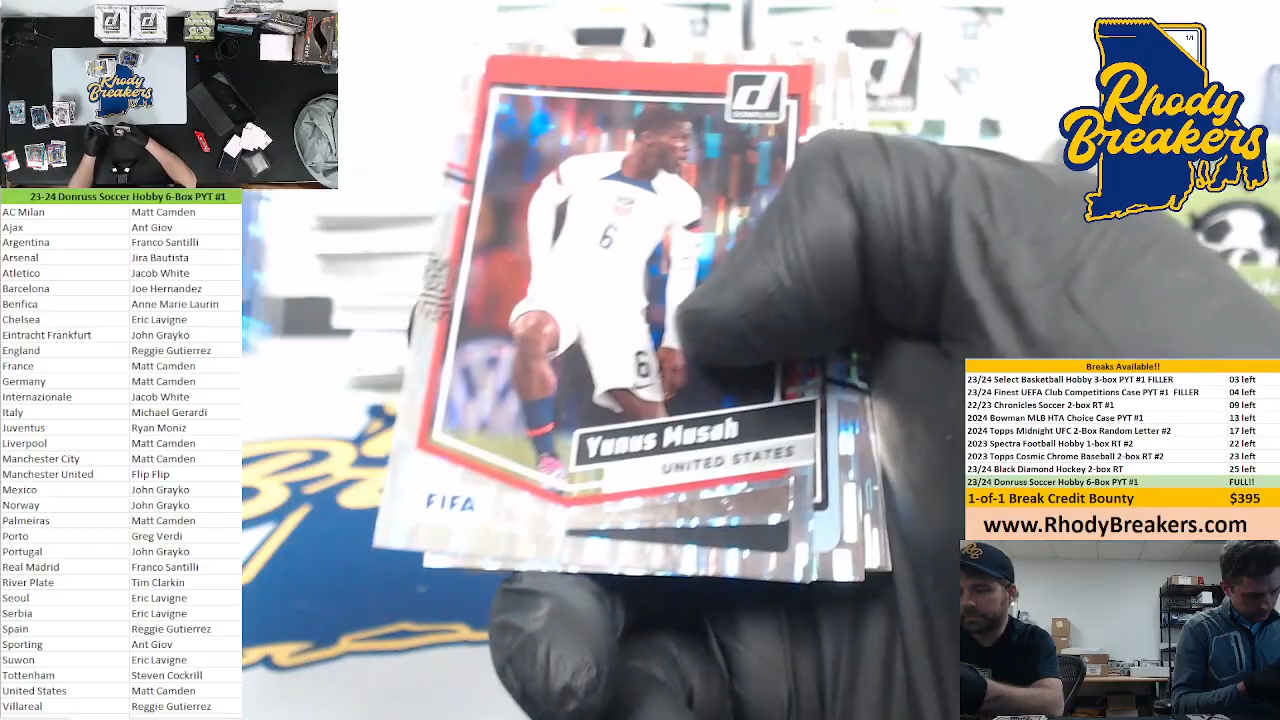 23-24 Donruss Soccer Hobby 6-Box PYT #1
AC Milan Matt Camden
Ajax Ant Giov
Argentina Franco Santilli
Arsenal Jira Bautista
Atletico Jacob White
Barcelona Joe Hernandez
Benfica Anne Marie Laurin
Chelsea Eric Lavigne
Eintracht Frankfurt John Grayko
England Reggie Gutierrez
France Matt Camden
Germany Matt Camden
Internazionale Jacob White
Italy Michael Gerardi
Juventus Ryan Moniz
Liverpool Matt Camden
Manchester City Matt Camden
Manchester United Flip Flip
Mexico John Grayko
Norway John Grayko
Palmeiras Matt Camden
Porto Greg Verdi
Portugal John Grayko
Real Madrid Franco Santilli
River Plate Tim Clarkin
Seoul Eric Lavigne
Serbia Eric Lavigne
Spain Reggie Gutierrez
Sporting Ant Giov
Suwon Eric Lavigne
Tottenham Steven Cockrill
United States Matt Camden
Villareal Reggie Gutierrez
Rhody
Breakers
d
DONRUSS
6
6
Yunus Musah
UNITED STATES
FIFA
1/1
Rhody
Breakers
Breaks Available!!
23/24 Select Basketball Hobby 3-box PYT #1 FILLER 03 left
23/24 Finest UEFA Club Competitions Case PYT #1 FILLER 04 left
22/23 Chronicles Soccer 2-box RT #1 09 left
2024 Bowman MLB HTA Choice Case PYT #1 13 left
2024 Topps Midnight UFC 2-Box Random Letter #2 17 left
2023 Spectra Football Hobby 1-box RT #2 22 left
2023 Topps Cosmic Chrome Baseball 2-box RT #2 23 left
23/24 Black Diamond Hockey 2-box RT 25 left
23/24 Donruss Soccer Hobby 6-Box PYT #1 FULL!!
1-of-1 Break Credit Bounty $395
www.RhodyBreakers.com